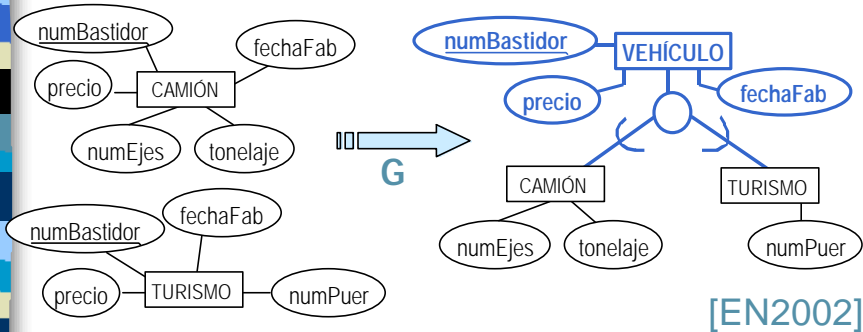 numBastidor
fechaFab
precio
CAMIÓN
numEjes
tonelaje
fechaFab
numBastidor
precio
TURISMO
numPuer
G
numBastidor
VEHÍCULO
precio
fechaFab
CAMIÓN
TURISMO
numEjes
tonelaje
numPuer
[EN2002]